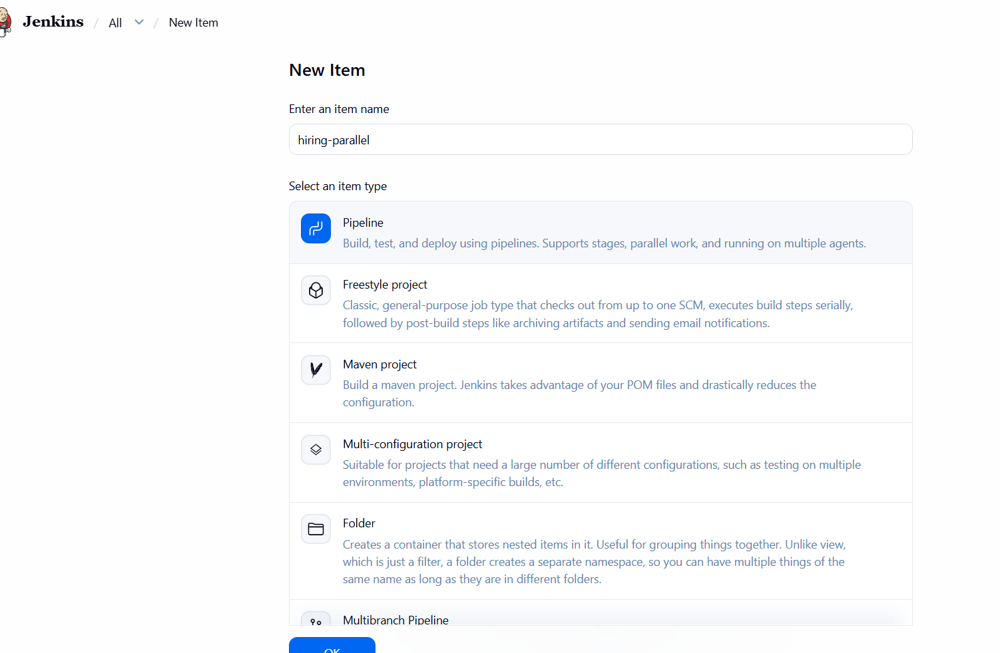 Jenkins / All / New Item
New Item
Enter an item name
hiring-parallel
Select an item type
Pipeline
Build, test, and deploy using pipelines. Supports stages, parallel work, and running on multiple agents.
Freestyle project
Classic, general-purpose job type that checks out from up to one SCM, executes build steps serially,
followed by post-build steps like archiving artifacts and sending email notifications.
Maven project
Build a maven project. Jenkins takes advantage of your POM files and drastically reduces the
configuration.
Multi-configuration project
Suitable for projects that need a large number of different configurations, such as testing on multiple
environments, platform-specific builds, etc.
Folder
Creates a container that stores nested items in it. Useful for grouping things together. Unlike view,
which is just a filter, a folder creates a separate namespace, so you can have multiple things of the
same name as long as they are in different folders.
Multibranch Pipeline
OK